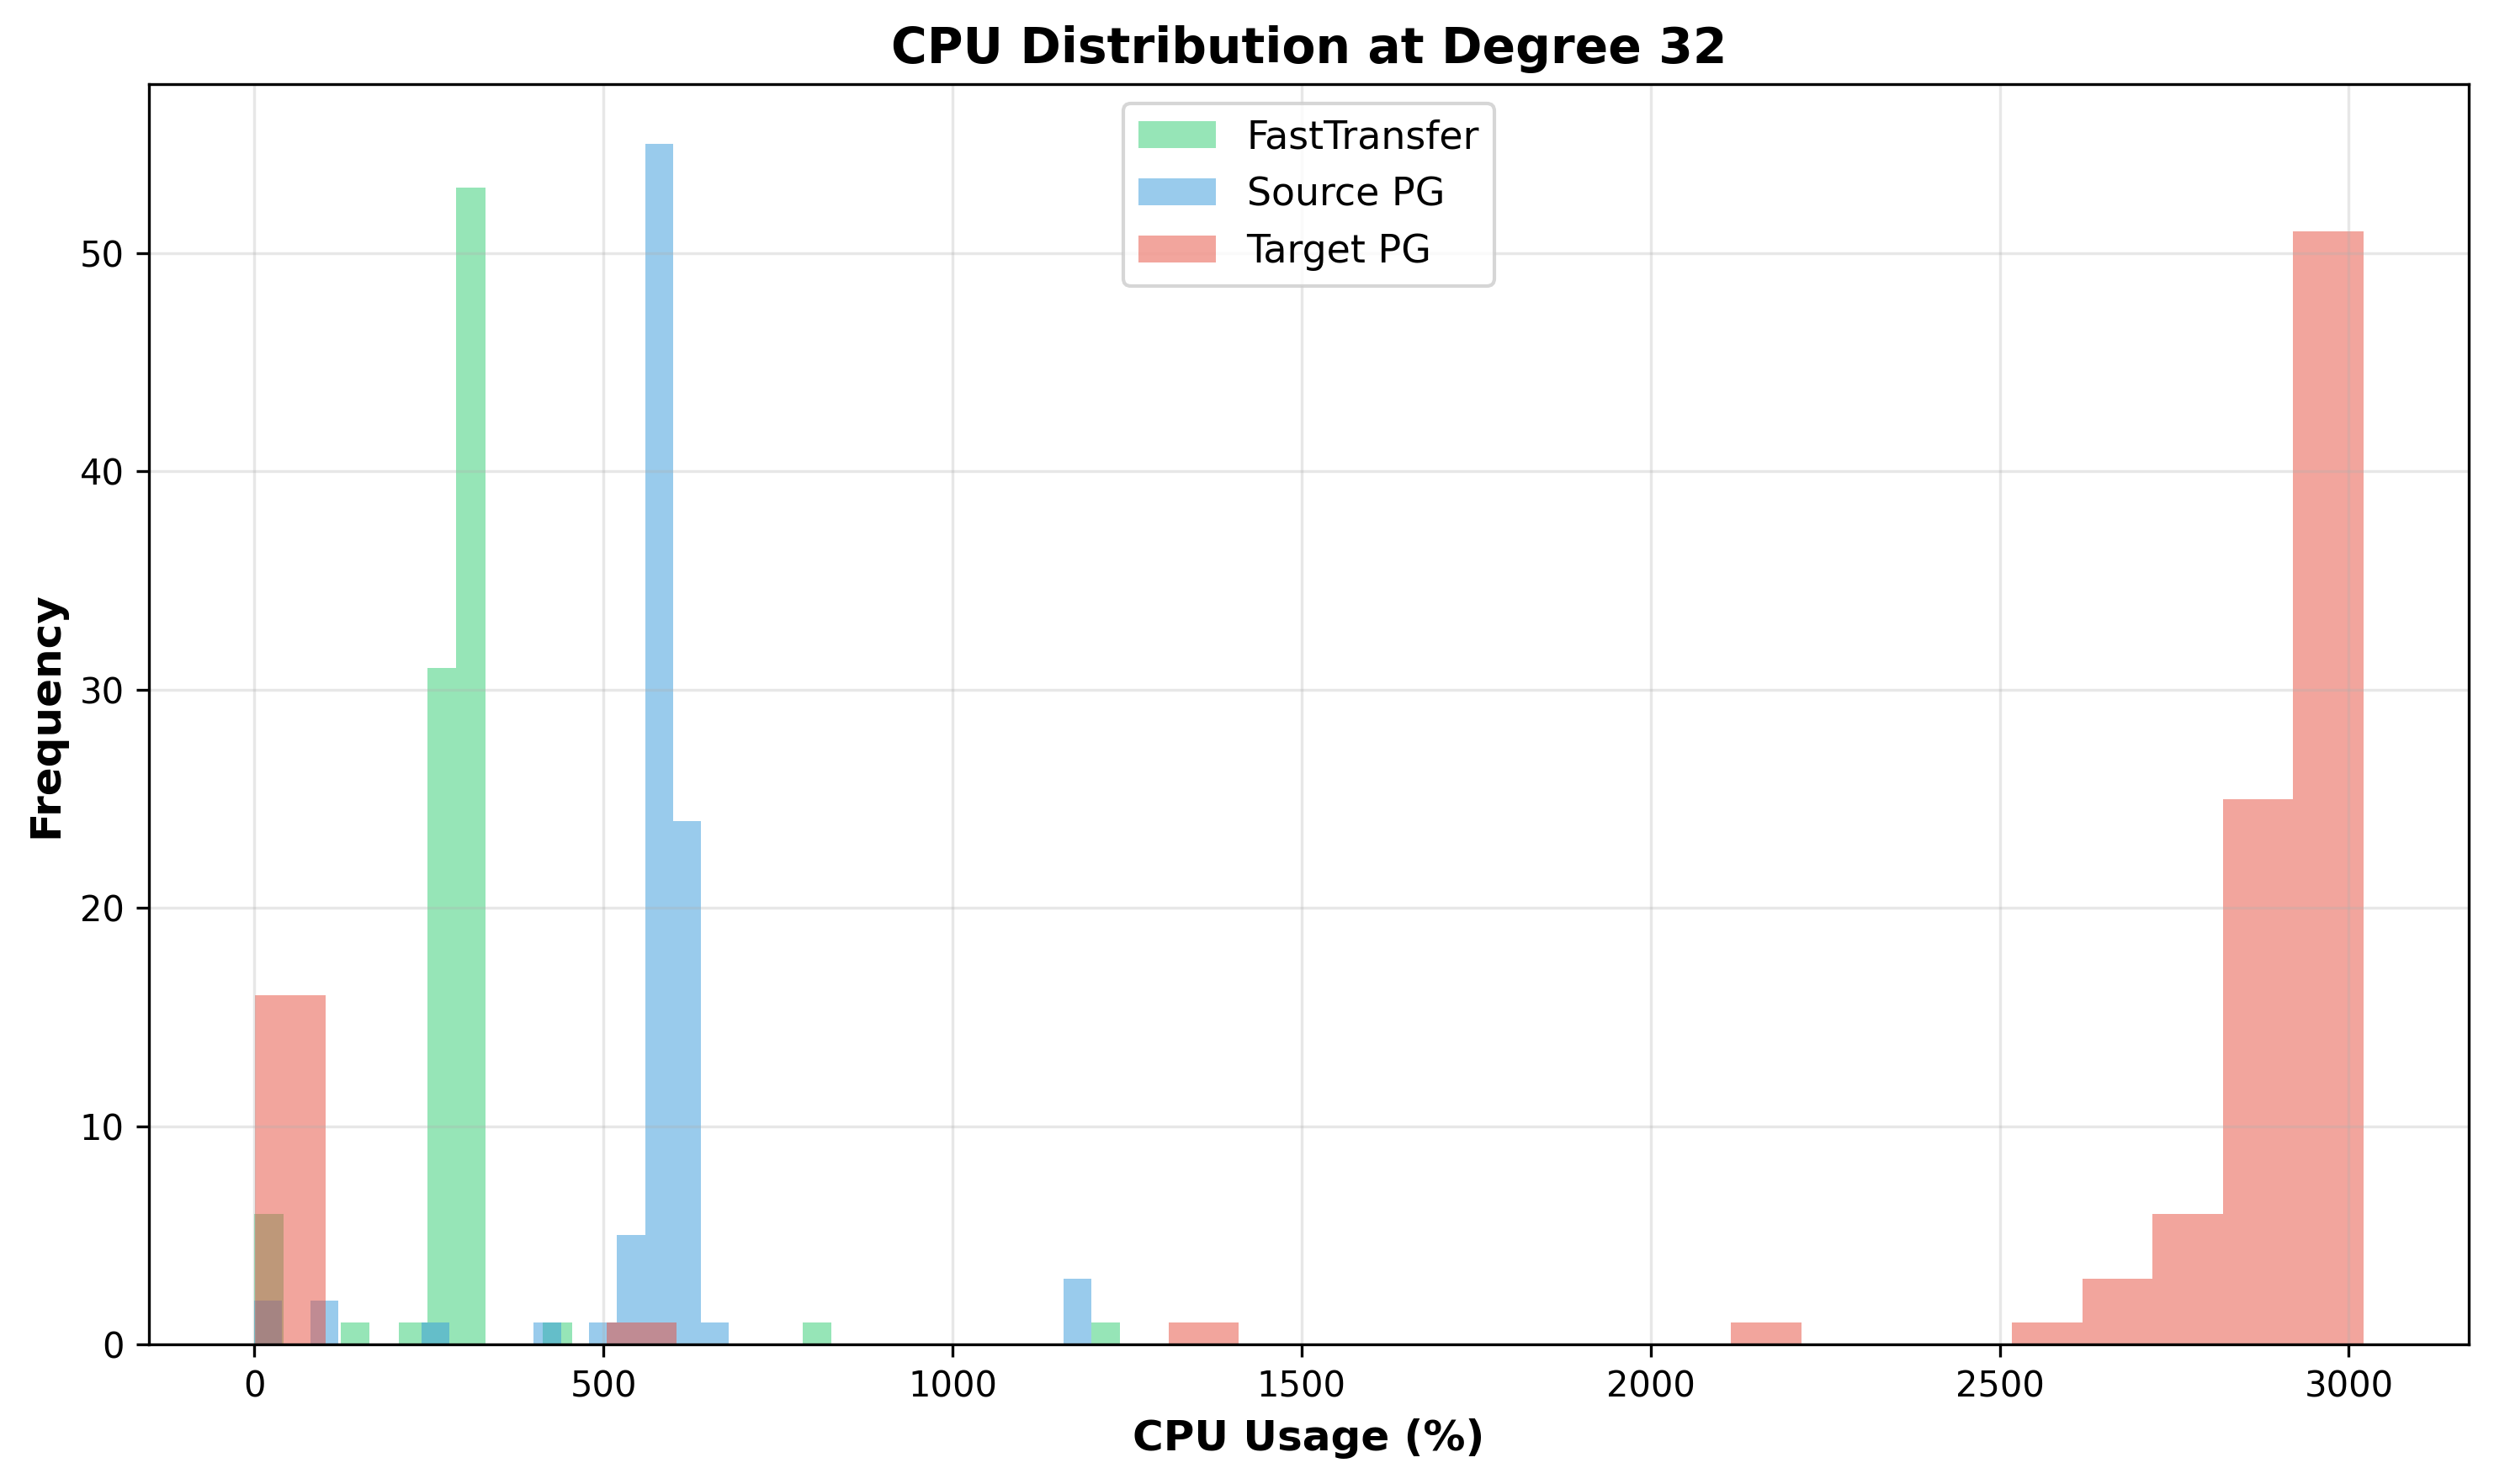 CPU Distribution at Degree 32
FastTransfer
Source PG
Target PG
Frequency
50
40
30
20
10
0
0 500 1000 1500 2000 2500 3000
CPU Usage (%)